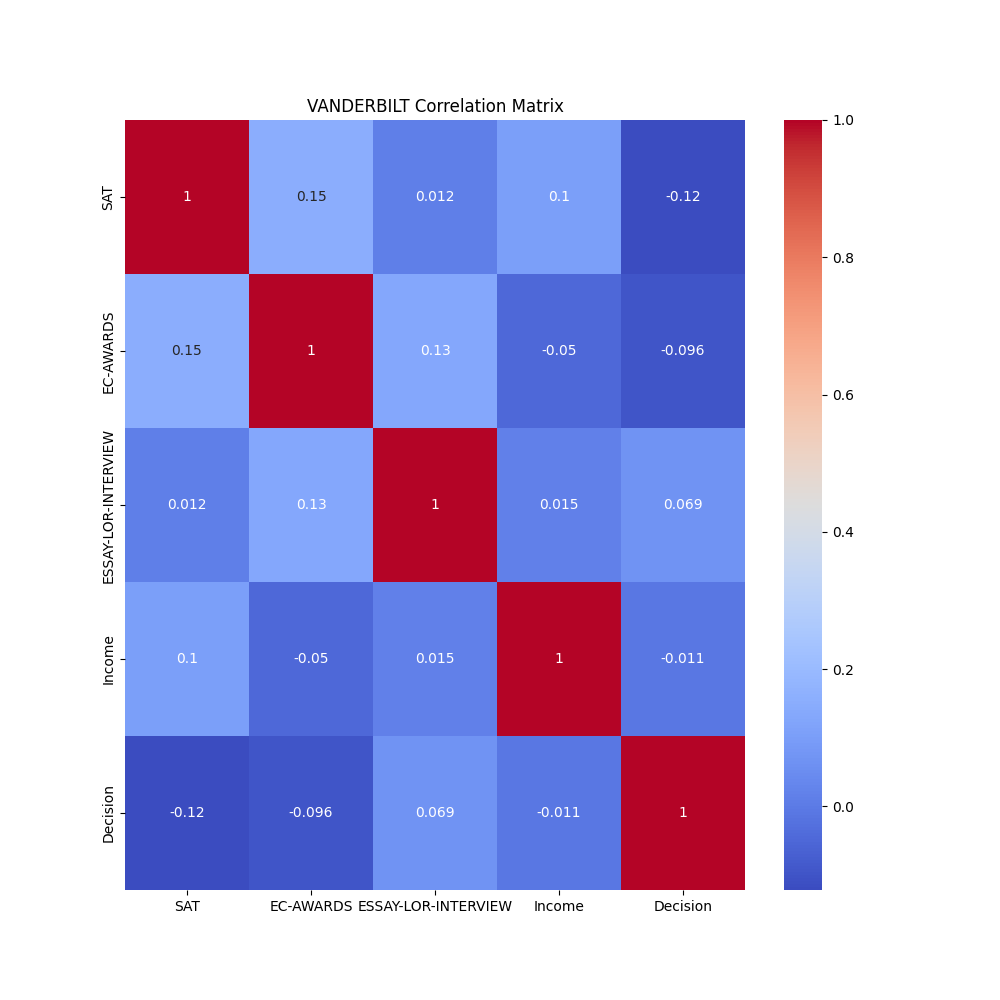 VANDERBILT Correlation Matrix
SAT 1 0.15 0.012 0.1 -0.12
EC-AWARDS 0.15 1 0.13 -0.05 -0.096
ESSAY-LOR-INTERVIEW 0.012 0.13 1 0.015 0.069
Income 0.1 -0.05 0.015 1 -0.011
Decision -0.12 -0.096 0.069 -0.011 1
SAT EC-AWARDS ESSAY-LOR-INTERVIEW Income Decision
1.0
0.8
0.6
0.4
0.2
0.0